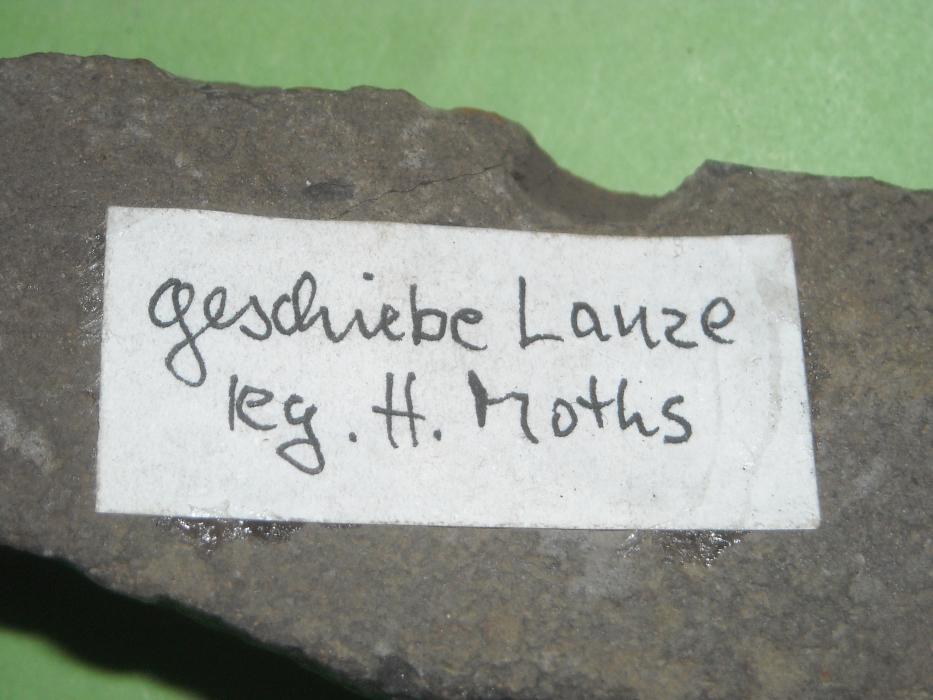 geschiebe Lanze
leg. H. Moths